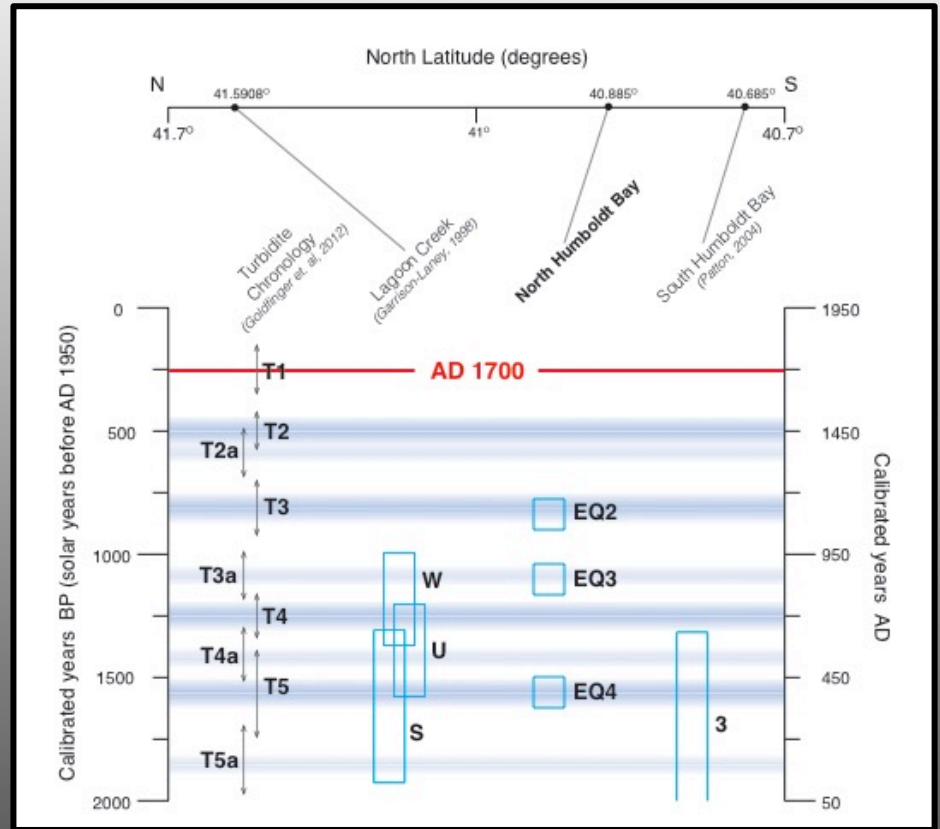 North Latitude (degrees)
N
S
41.5908°
40.885°
40.685°
41.7°
41°
40.7°
Turbidite
Chronology
(Goldfinger et. al, 2012)
Lagoon Creek
(Garrison-Laney, 1998)
North Humboldt Bay
South Humboldt Bay
(Patton, 2004)
Calibrated years BP (solar years before AD 1950)
0
500
1000
1500
2000
1950
1450
950
450
50
Calibrated years AD
T1
AD 1700
T2
T2a
T3
EQ2
T3a
W
EQ3
T4
T4a
U
T5
EQ4
S
3
T5a